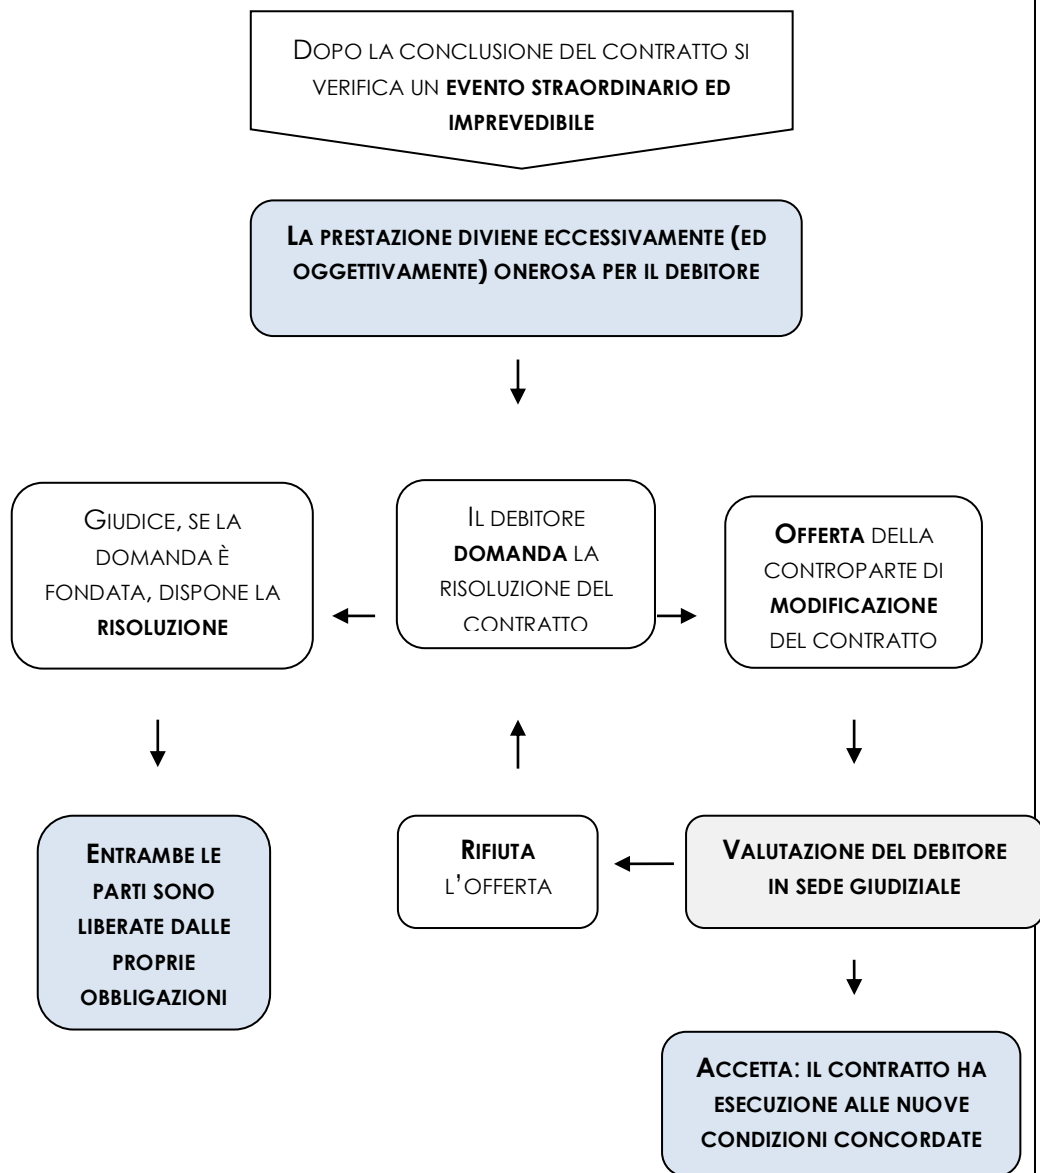 DOPO LA CONCLUSIONE DEL CONTRATTO SI
VERIFICA UN EVENTO STRAORDINARIO ED
IMPREVEDIBILE
LA PRESTAZIONE DIVIENE ECCESSIVAMENTE (ED
OGGETTIVAMENTE) ONEROSA PER IL DEBITORE
GIUDICE, SE LA
DOMANDA È
FONDATA, DISPONE LA
RISOLUZIONE
IL DEBITORE
DOMANDA LA
RISOLUZIONE DEL
CONTRATTO
OFFERTA DELLA
CONTROPARTE DI
MODIFICAZIONE
DEL CONTRATTO
ENTRAMBE LE
PARTI SONO
LIBERATE DALLE
PROPRIE
OBBLIGAZIONI
RIFIUTA
L'OFFERTA
VALUTAZIONE DEL DEBITORE
IN SEDE GIUDIZIALE
ACCETTA: IL CONTRATTO HA
ESECUZIONE ALLE NUOVE
CONDIZIONI CONCORDATE